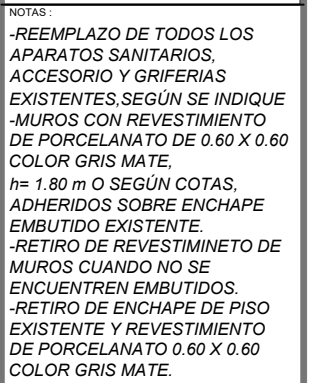 NOTAS :
-REEMPLAZO DE TODOS LOS
APARATOS SANITARIOS,
ACCESORIO Y GRIFERIAS
EXISTENTES,SEGÚN SE INDIQUE
-MUROS CON REVESTIMIENTO
DE PORCELANATO DE 0.60 X 0.60
COLOR GRIS MATE,
h= 1.80 m O SEGÚN COTAS,
ADHERIDOS SOBRE ENCHAPE
EMBUTIDO EXISTENTE.
-RETIRO DE REVESTIMINETO DE
MUROS CUANDO NO SE
ENCUENTREN EMBUTIDOS.
-RETIRO DE ENCHAPE DE PISO
EXISTENTE Y REVESTIMIENTO
DE PORCELANATO 0.60 X 0.60
COLOR GRIS MATE.